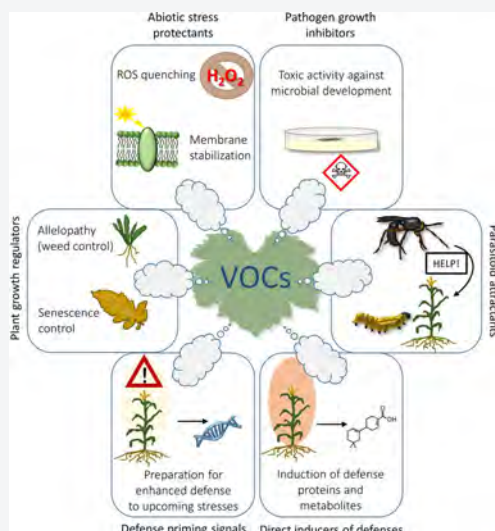 Abiotic stress
protectants
Pathogen growth
inhibitors
ROS quenching
H2O2
Membrane
stabilization
Toxic activity against
microbial development
Plant growth regulators
Allelopathy
(weed control)
Senescence
control
VOCs
HELP!
Parasitoid attractants
!
Preparation for
enhanced defense
to upcoming stresses
OH
O
Induction of defense
proteins and
metabolites
Defense priming signals
Direct inducers of defenses